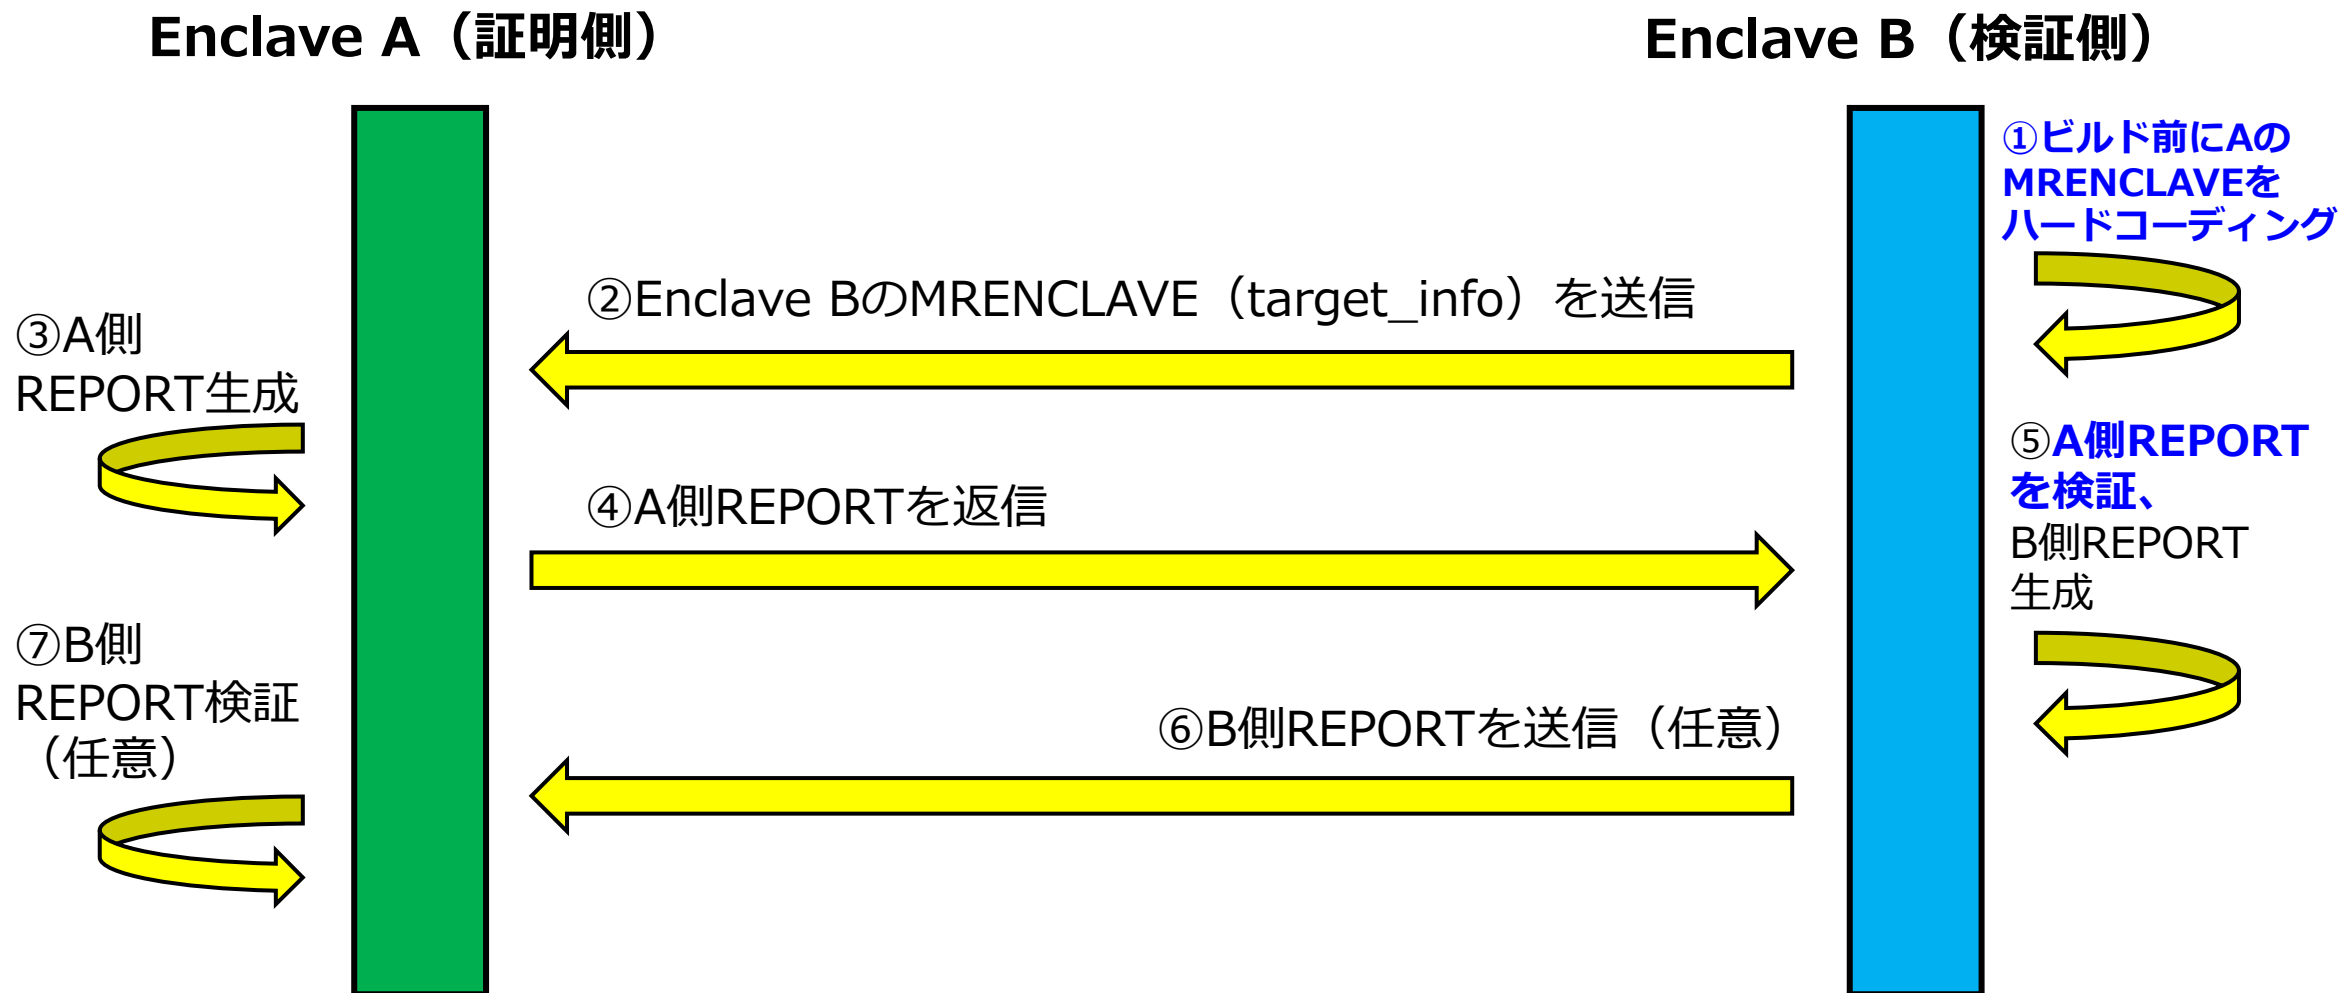 Enclave A（証明側）
Enclave B（検証側）
①ビルド前にAの
MRENCLAVEを
ハードコーディング
②Enclave BのMRENCLAVE（target_info）を送信
③A側
REPORT生成
④A側REPORTを返信
⑤A側REPORT
を検証、
B側REPORT
生成
⑥B側REPORTを送信（任意）
⑦B側
REPORT検証
（任意）